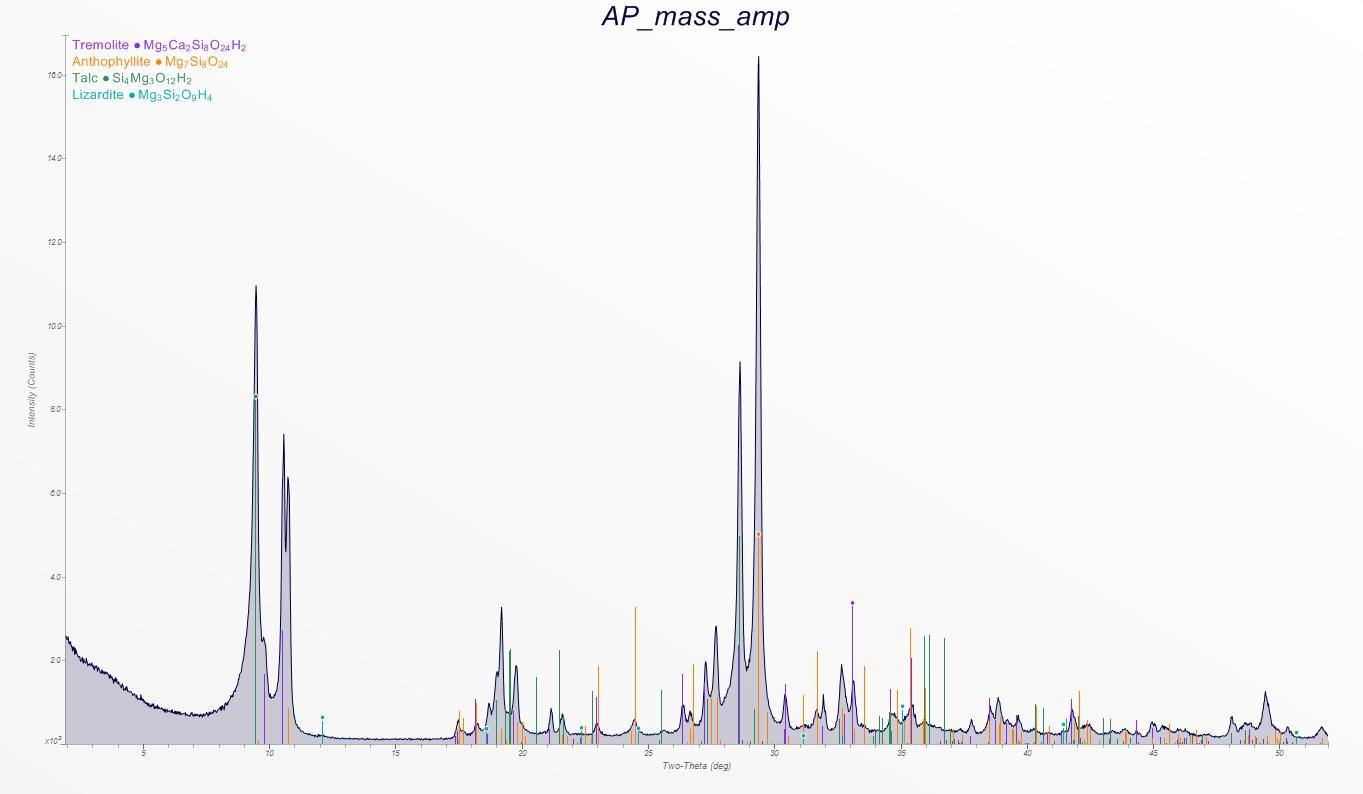 AP_mass_amp
Tremolite ● Mg₅Ca₂Si₈O₂₄H₂
Anthophyllite ● Mg₇Si₈O₂₄
Talc ● Si₄Mg₃O₁₂H₂
Lizardite ● Mg₃Si₂O₉H₄
16.0
14.0
12.0
10.0
8.0
6.0
4.0
2.0
x10³
Intensity (Counts)
5 10 15 20 25 30 35 40 45 50
Two-Theta (deg)